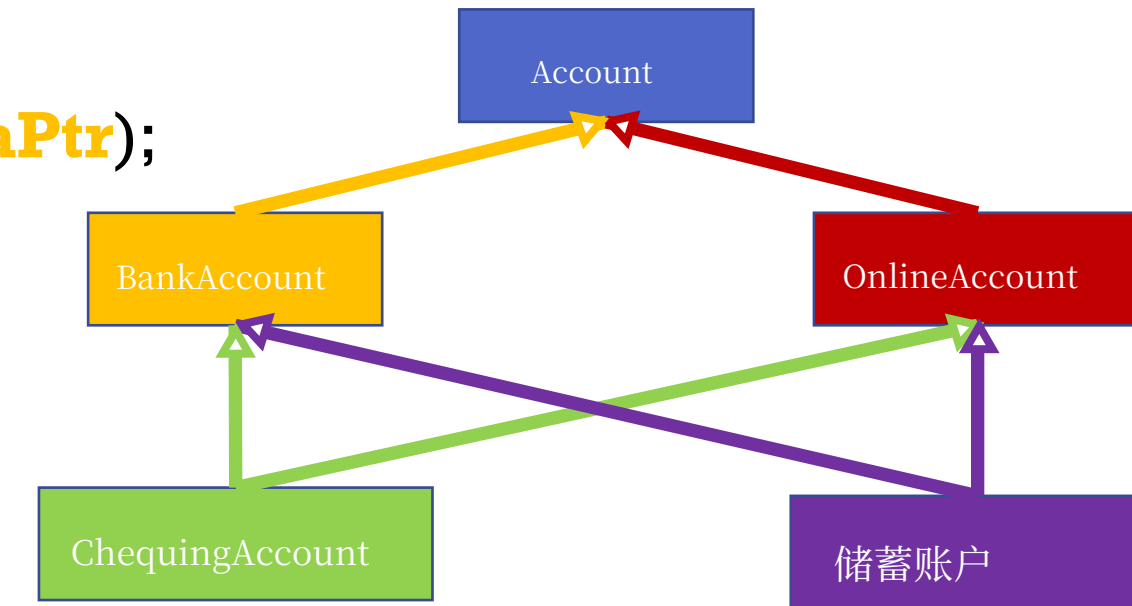 Account
aPtr);
BankAccount
OnlineAccount
ChequingAccount
储蓄账户